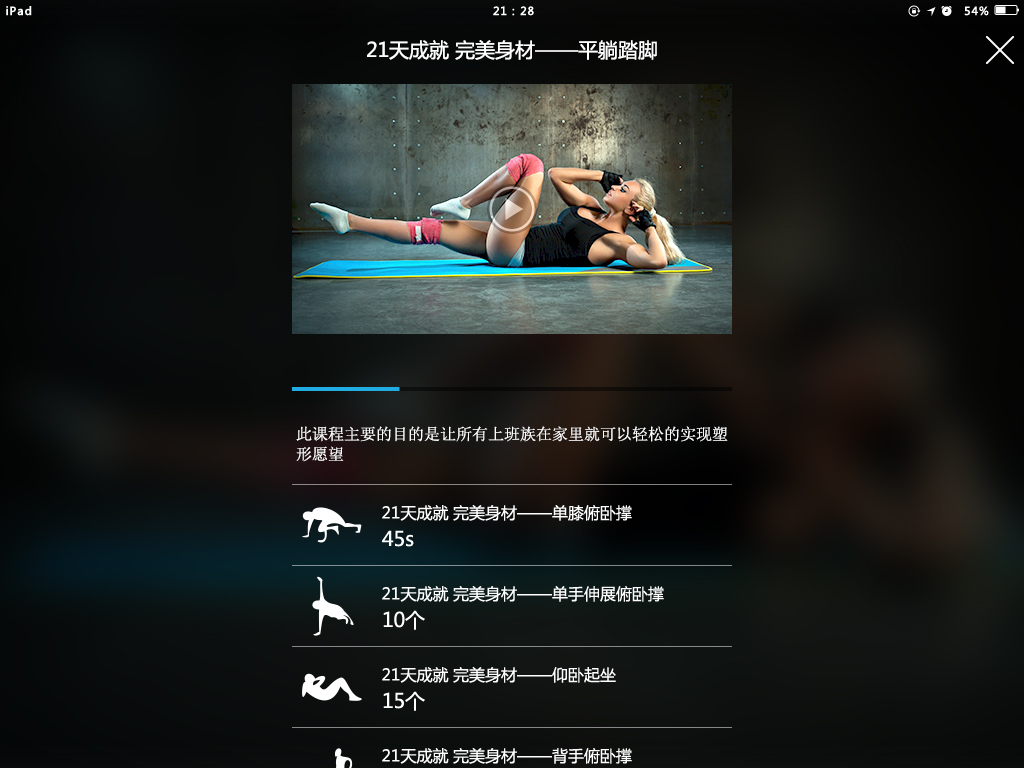 iPad
21 : 28
54%
21天成就 完美身材——平躺踏脚
此课程主要的目的是让所有上班族在家里就可以轻松的实现塑
形愿望
21天成就 完美身材——单膝俯卧撑
45s
21天成就 完美身材——单手伸展俯卧撑
10个
21天成就 完美身材——仰卧起坐
15个
21天成就 完美身材——背手俯卧撑